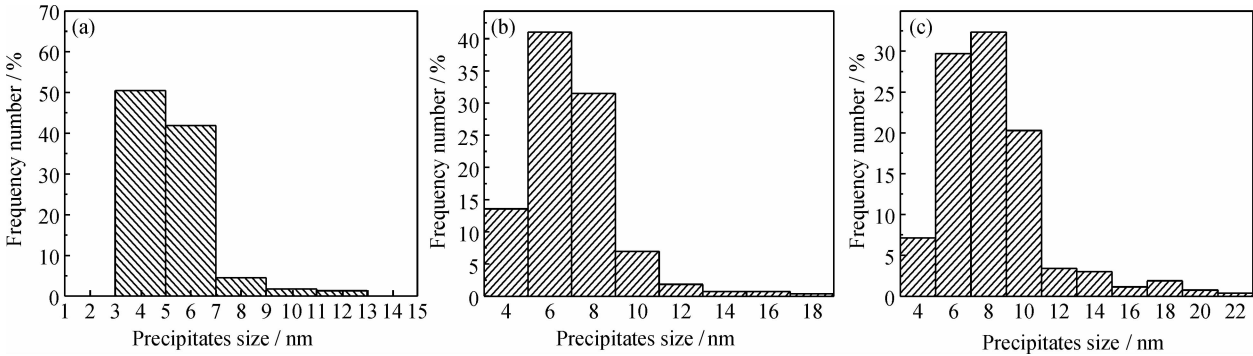 (a)
Frequency number / %
70
60
50
40
30
20
10
0
1 2 3 4 5 6 7 8 9 10 11 12 13 14 15
Precipitates size / nm
(b)
Frequency number / %
40
35
30
25
20
15
10
5
0
4 6 8 10 12 14 16 18
Precipitates size / nm
(c)
Frequency number / %
30
25
20
15
10
5
0
4 6 8 10 12 14 16 18 20 22
Precipitates size / nm